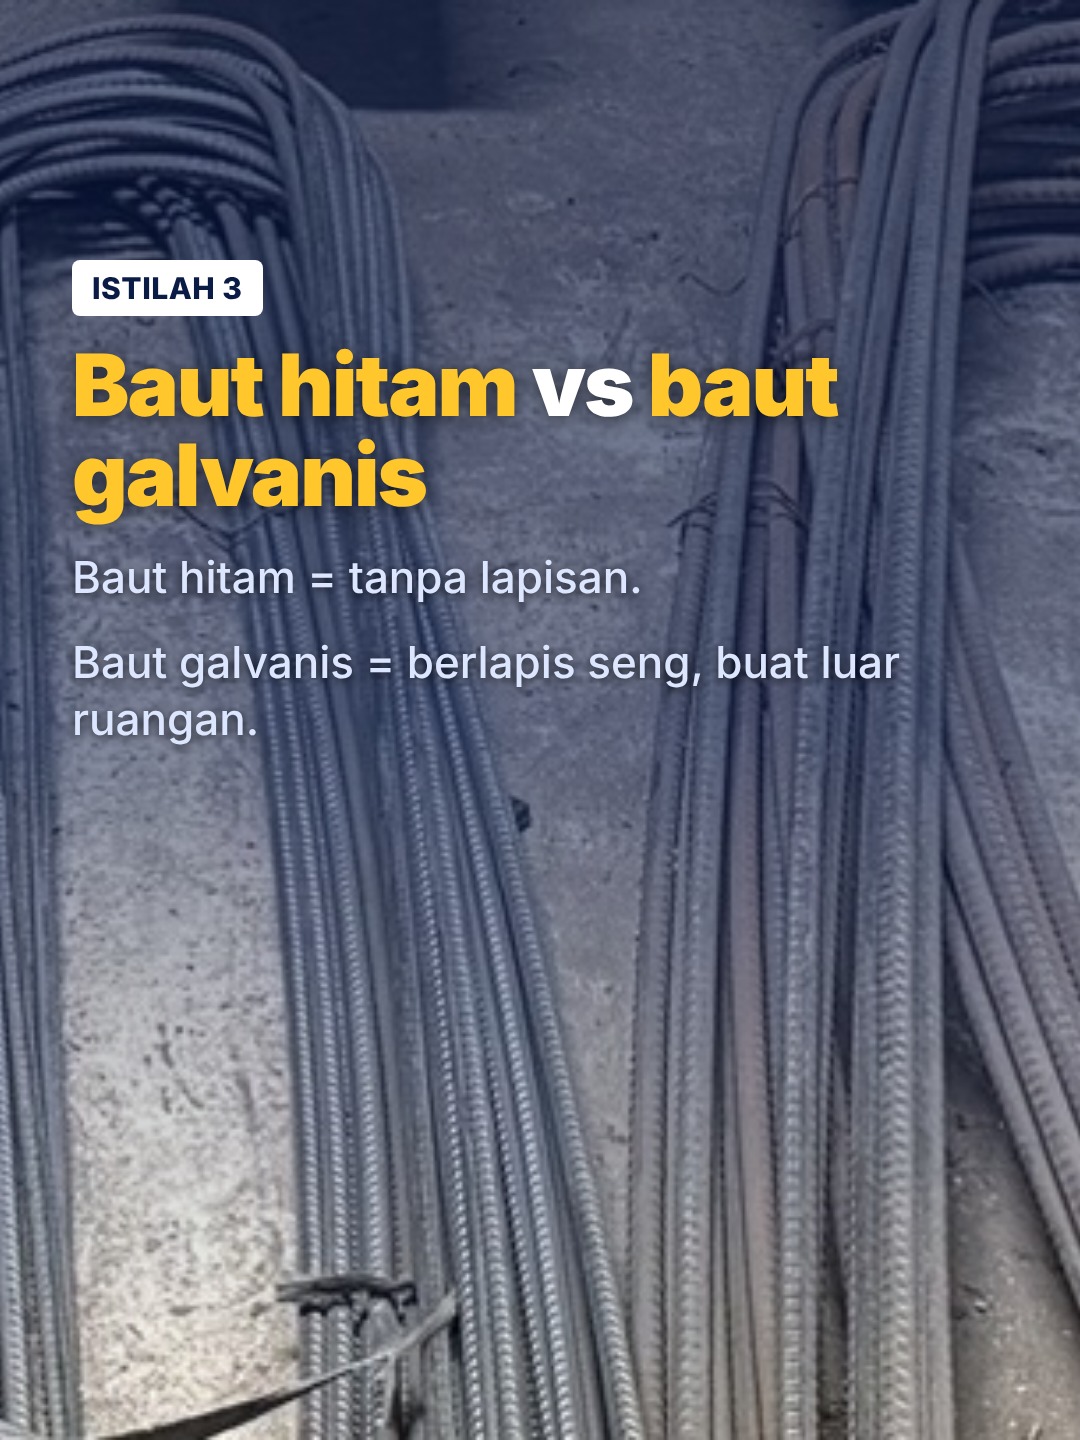 ISTILAH 3
Baut hitam vs baut
galvanis
Baut hitam = tanpa lapisan.
Baut galvanis = berlapis seng, buat luar
ruangan.